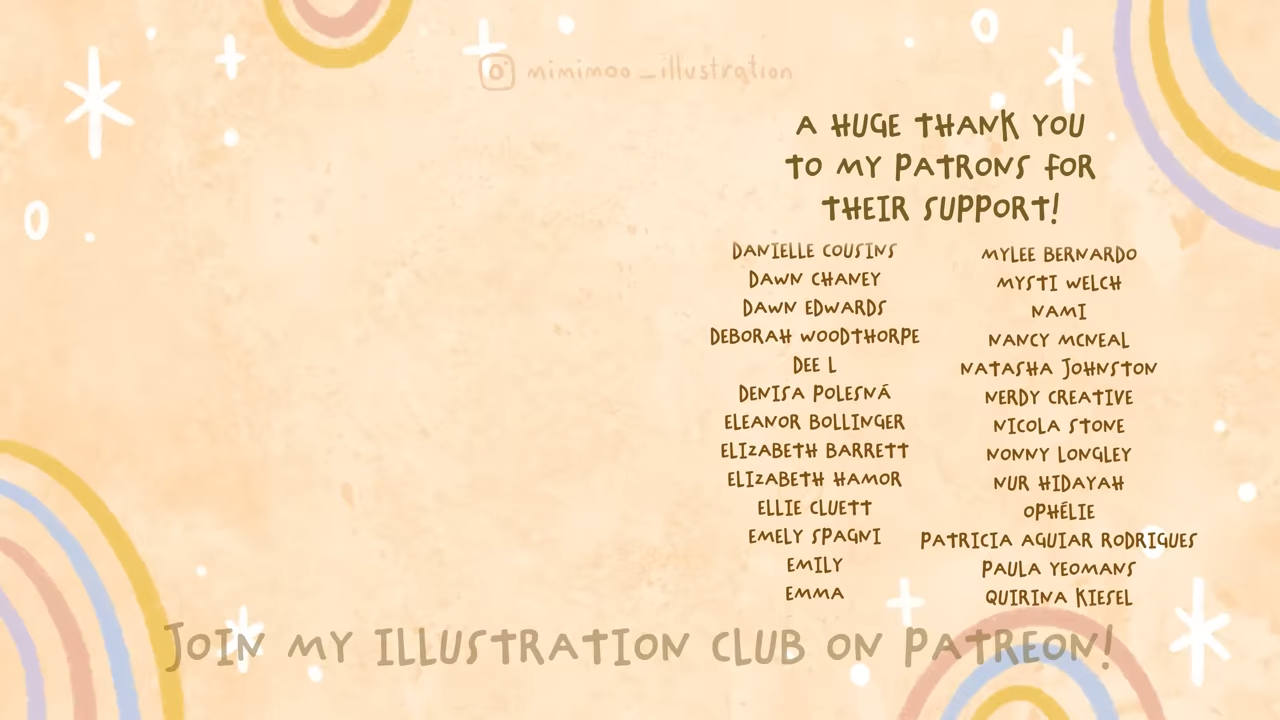 mimimoo_illustration
A HUGE THANK YOU
TO MY PATRONS FOR
THEIR SUPPORT!
DANIELLE COUSINS
DAWN CHANEY
DAWN EDWARDS
DEBORAH WOODTHORPE
DEE L
DENISA POLESNÁ
ELEANOR BOLLINGER
ELIZABETH BARRETT
ELIZABETH HAMOR
ELLIE CLUETT
EMELY SPAGNI
EMILY
EMMA
MYLEE BERNARDO
MYSTI WELCH
NAMI
NANCY MCNEAL
NATASHA JOHNSTON
NERDY CREATIVE
NICOLA STONE
NONNY LONGLEY
NUR HIDAYAH
OPHÉLIE
PATRICIA AGUIAR RODRIGUES
PAULA YEOMANS
QUIRINA KIESEL
JOIN MY ILLUSTRATION CLUB ON PATREON!